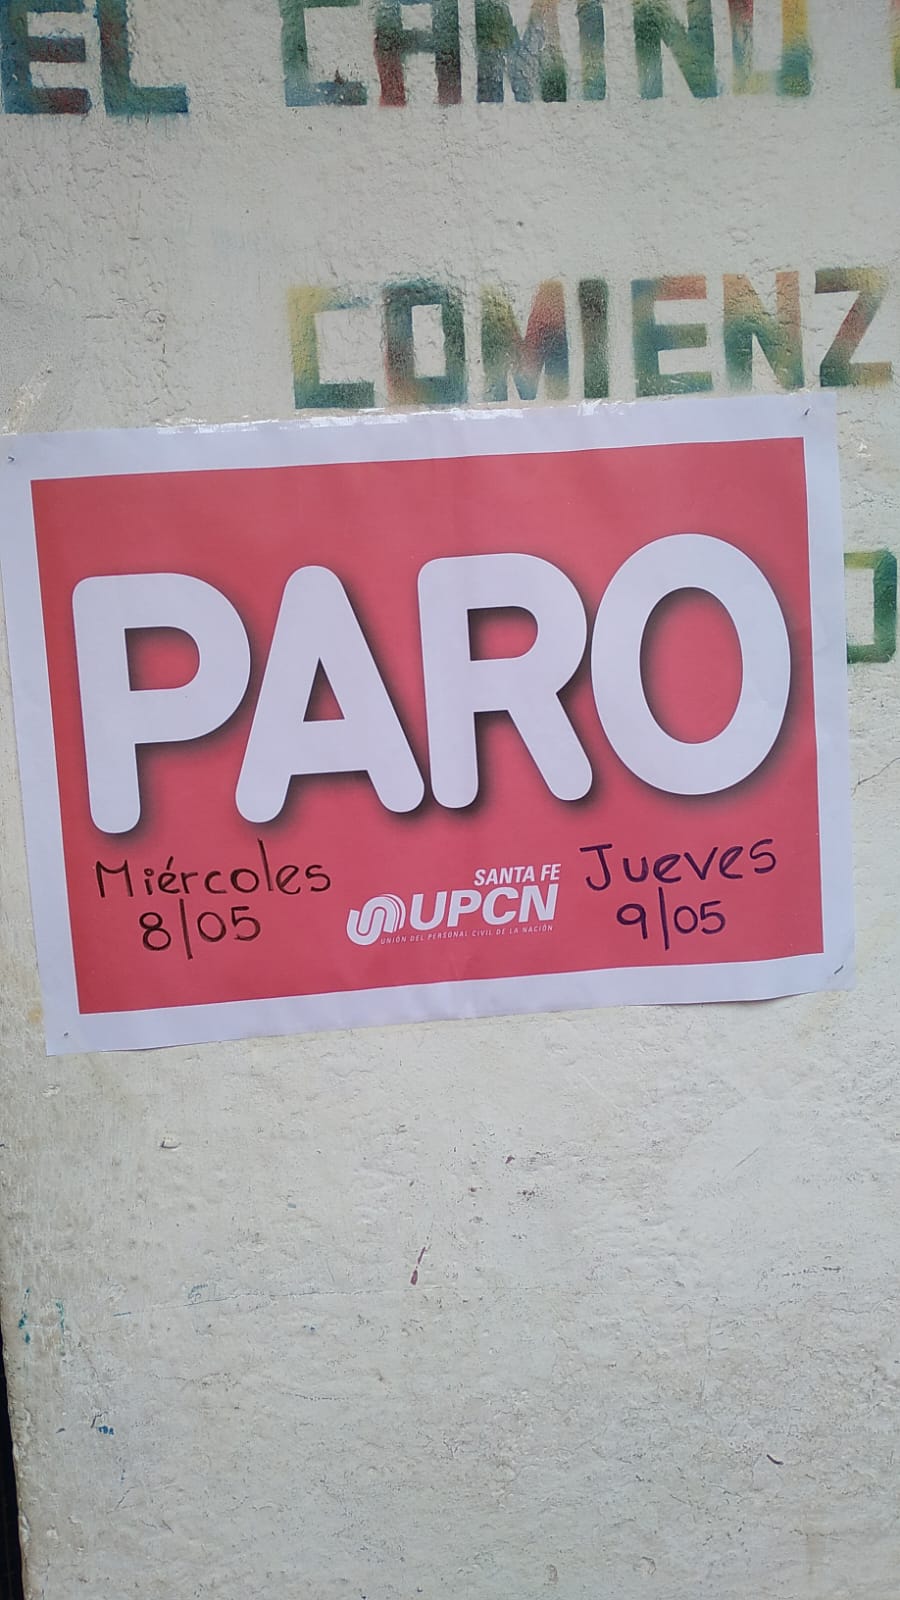 EL CAMINO
COMIENZ
PARO
Miércoles
8/05
SANTA FE
UPCN
UNIÓN DEL PERSONAL CIVIL DE LA NACIÓN
Jueves
9/05